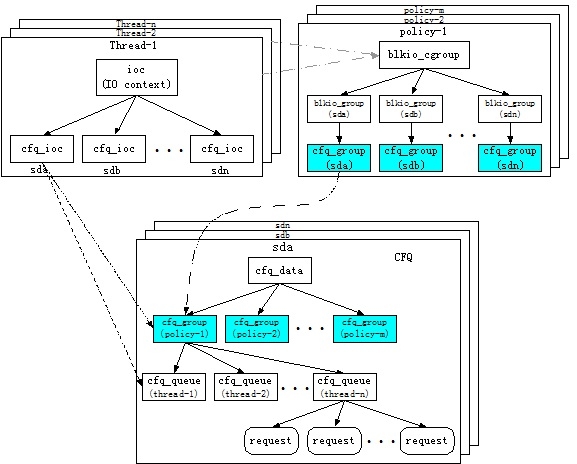 Thread-n
Thread-2
Thread-1
ioc
(IO context)
cfq_ioc
cfq_ioc
. . .
cfq_ioc
sda
sdb
sdn
policy-m
policy-2
policy-1
blkio_cgroup
blkio_group
(sda)
blkio_group
(sdb)
blkio_group
(sdn)
. . .
cfq_group
(sda)
cfq_group
(sdb)
cfq_group
(sdn)
sdn
sdb
sda
CFQ
cfq_data
cfq_group
(policy-1)
cfq_group
(policy-2)
. . .
cfq_group
(policy-m)
cfq_queue
(thread-1)
cfq_queue
(thread-2)
. . .
cfq_queue
(thread-n)
request
request
. . .
request